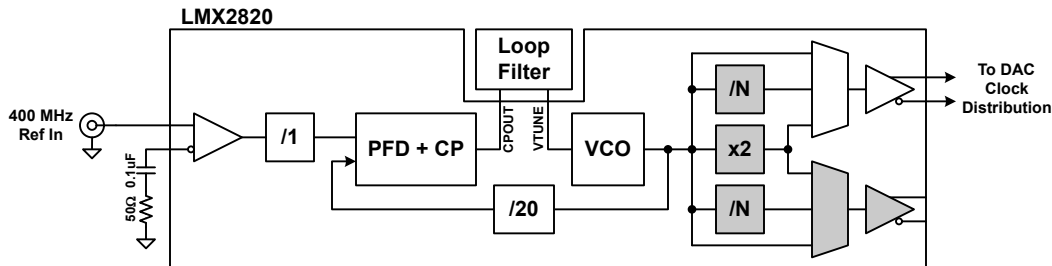 LMX2820
Loop
Filter
To DAC
Clock
Distribution
400 MHz
Ref In
/1
PFD + CP
CPOUT
VTUNE
VCO
/N
x2
/N
/20
50Ω 0.1uF